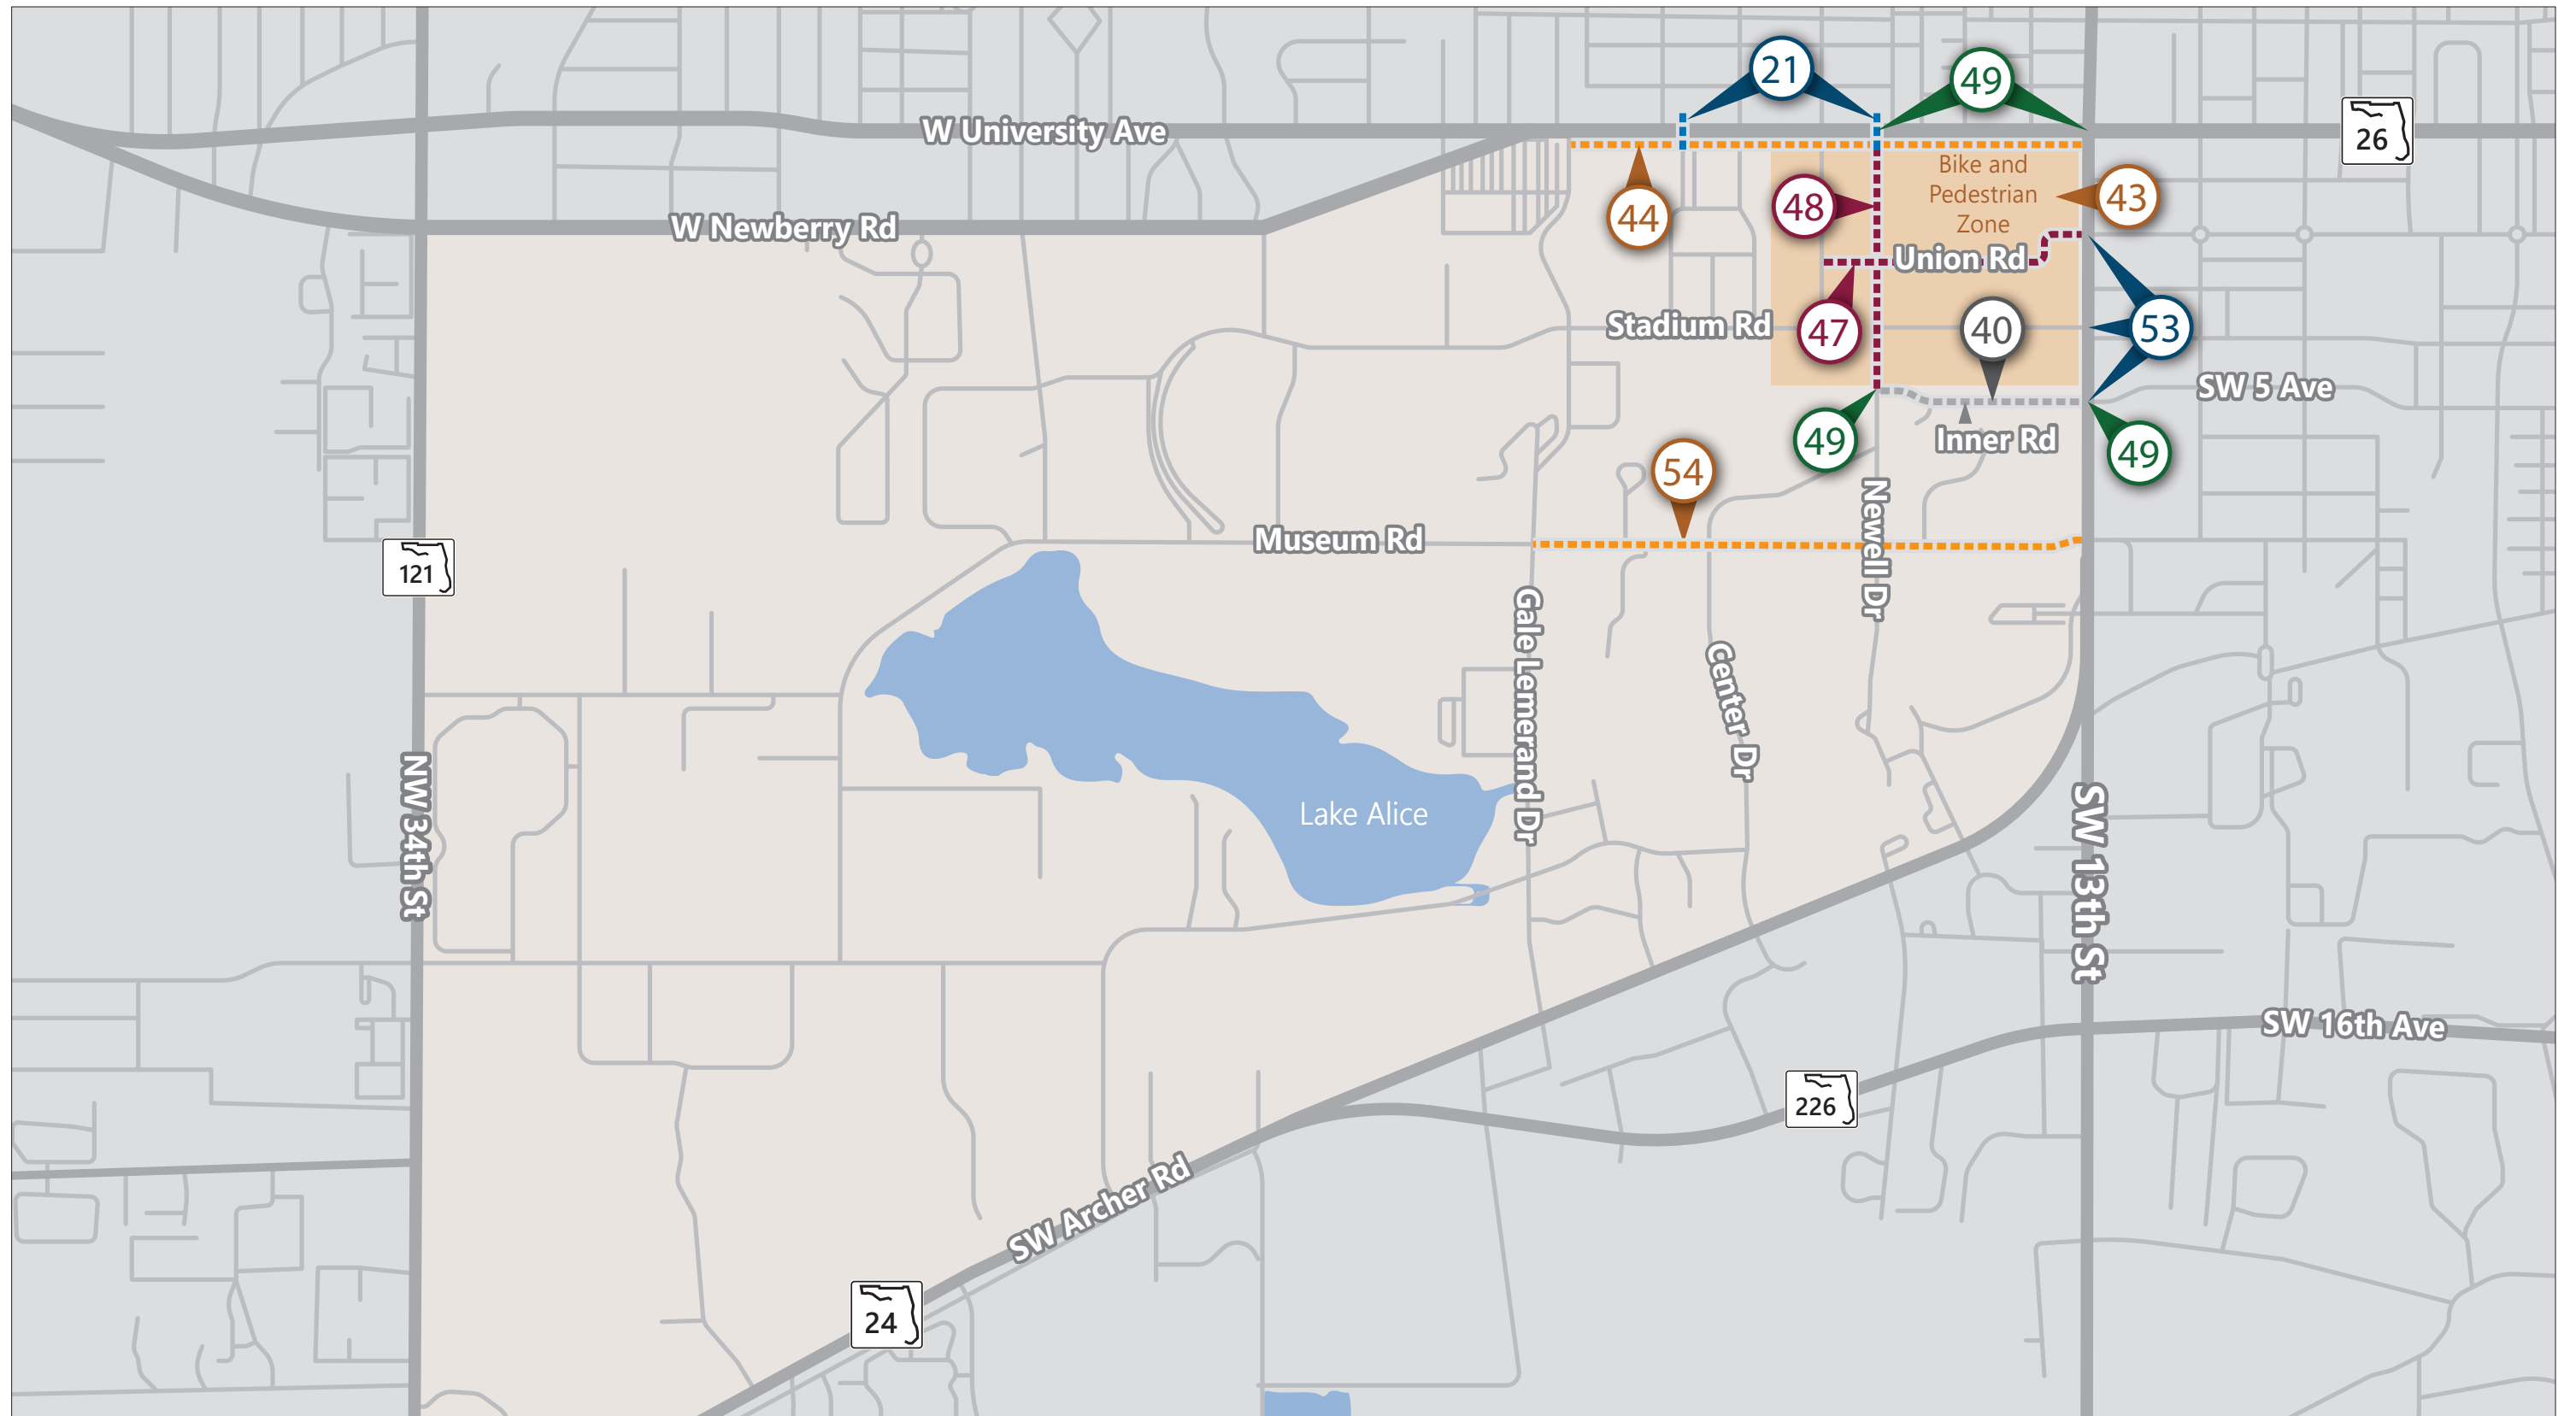 21
49
W University Ave
26
Bike and
Pedestrian
Zone
43
48
44
W Newberry Rd
Union Rd
Stadium Rd
47
40
53
SW 5 Ave
49
Inner Rd
49
54
Museum Rd
Newell Dr
121
Gale Lemerand Dr
Center Dr
NW 34th St
Lake Alice
SW 13th St
SW 16th Ave
226
SW Archer Rd
24